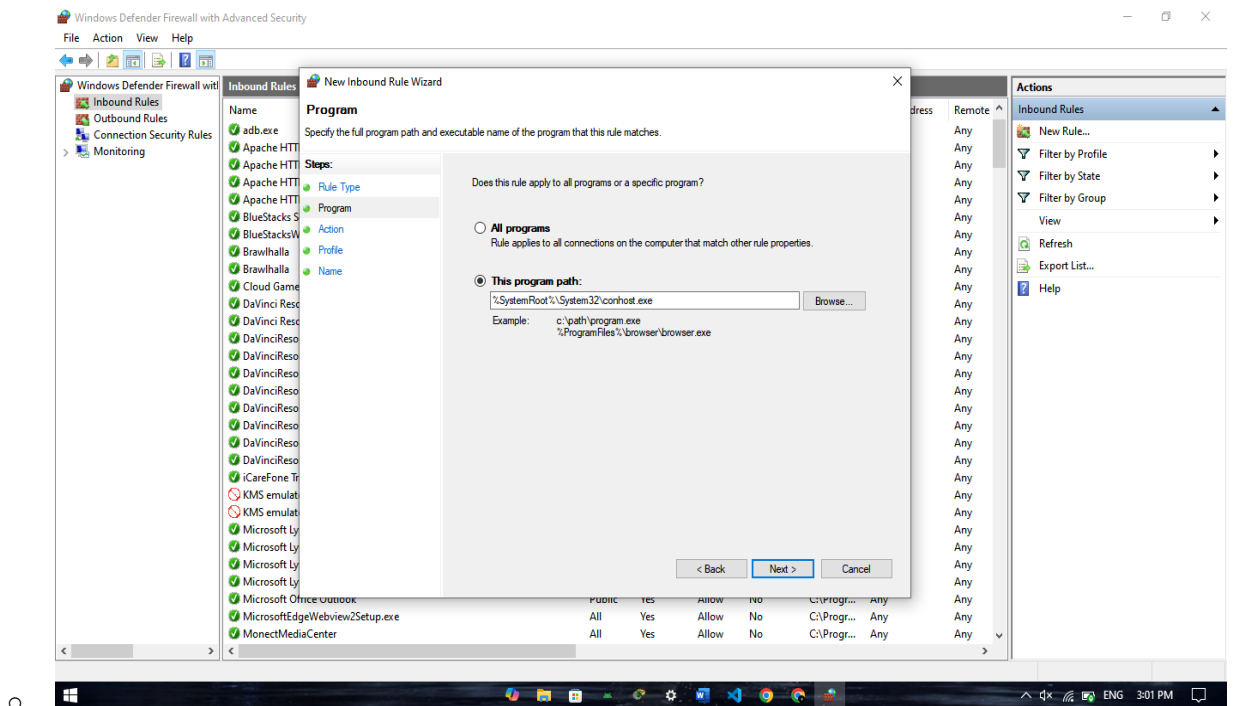 Windows Defender Firewall with Advanced Security
File Action View Help
Windows Defender Firewall witl
Inbound Rules
Outbound Rules
Connection Security Rules
Monitoring
Inbound Rules
Name
dress Remote
adb.exe Any
Apache HTT Any
Apache HTT Any
Apache HTT Any
Apache HTT Any
BlueStacks S Any
BlueStacksW Any
Brawlhalla Any
Brawlhalla Any
Cloud Game Any
DaVinci Reso Any
DaVinci Reso Any
DaVinciReso Any
DaVinciReso Any
DaVinciReso Any
DaVinciReso Any
DaVinciReso Any
DaVinciReso Any
DaVinciReso Any
DaVinciReso Any
iCareFone Tr Any
KMS emulat Any
KMS emulat Any
Microsoft Ly Any
Microsoft Ly Any
Microsoft Ly Any
Microsoft Ly Any
Microsoft Office Outlook Public Yes Allow No C:\Progr... Any Any
MicrosoftEdgeWebview2Setup.exe All Yes Allow No C:\Progr... Any Any
MonectMediaCenter All Yes Allow No C:\Progr... Any Any
New Inbound Rule Wizard
Program
Specify the full program path and executable name of the program that this rule matches.
Steps:
Rule Type
Program
Action
Profile
Name
Does this rule apply to all programs or a specific program?
All programs
Rule applies to all connections on the computer that match other rule properties.
This program path:
%SystemRoot%\System32\conhost.exe
Browse...
Example: c:\path\program.exe
%ProgramFiles%\browser\browser.exe
< Back Next > Cancel
Actions
Inbound Rules
New Rule...
Filter by Profile
Filter by State
Filter by Group
View
Refresh
Export List...
Help
ENG 3:01 PM